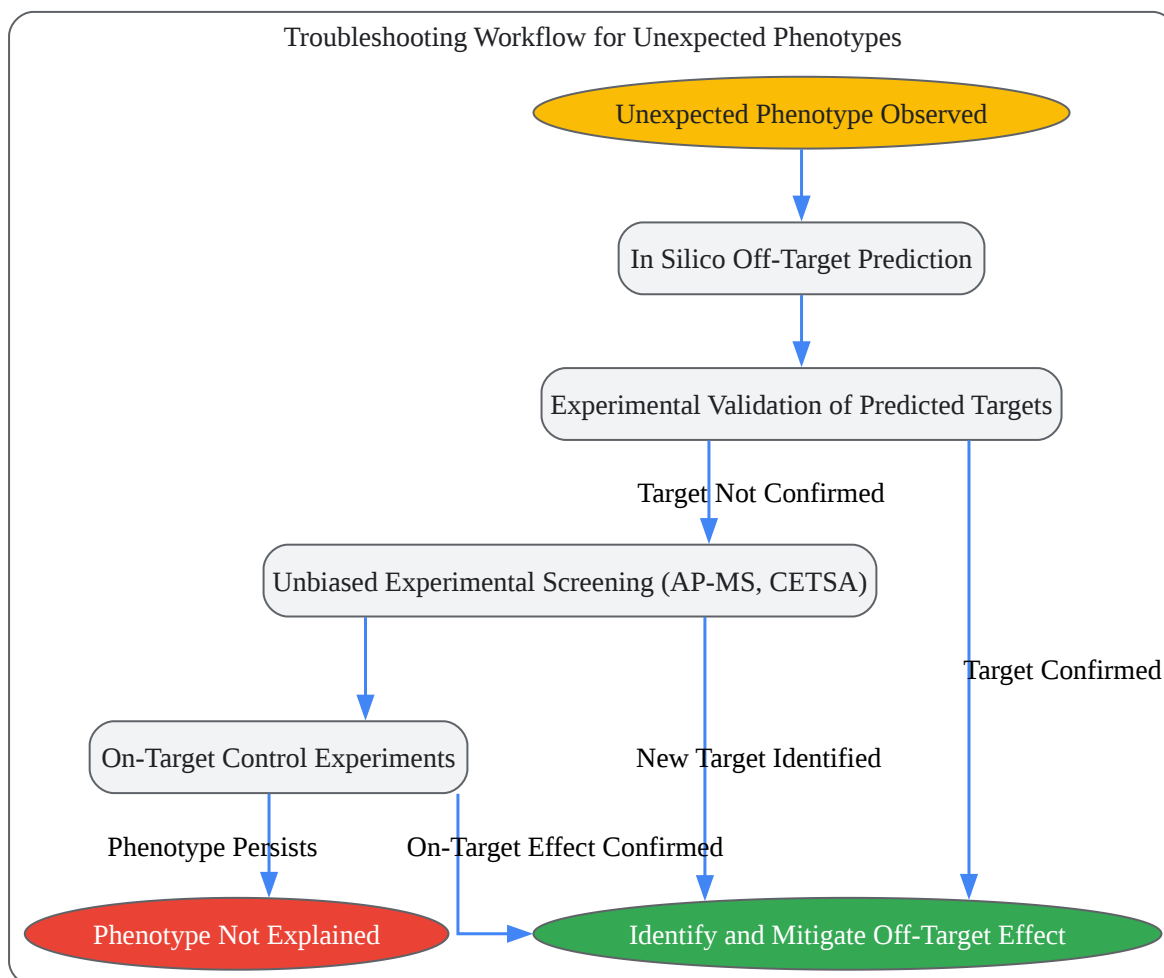 Troubleshooting Workflow for Unexpected Phenotypes
Unexpected Phenotype Observed
In Silico Off-Target Prediction
Experimental Validation of Predicted Targets
Target Not Confirmed
Unbiased Experimental Screening (AP-MS, CETSA)
Target Confirmed
On-Target Control Experiments
New Target Identified
Phenotype Persists
On-Target Effect Confirmed
Phenotype Not Explained
Identify and Mitigate Off-Target Effect